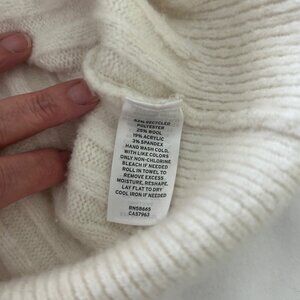 RECYCLED
POLYESTER
25% WOOL
19% ACRYLIC
3% SPANDEX
HAND WASH COLD,
WITH LIKE COLORS
ONLY NON-CHLORINE
BLEACH IF NEEDED
ROLL IN TOWEL TO
REMOVE EXCESS
MOISTURE, RESHAPE,
LAY FLAT TO DRY
COOL IRON IF NEEDED
RN58665
CA57963